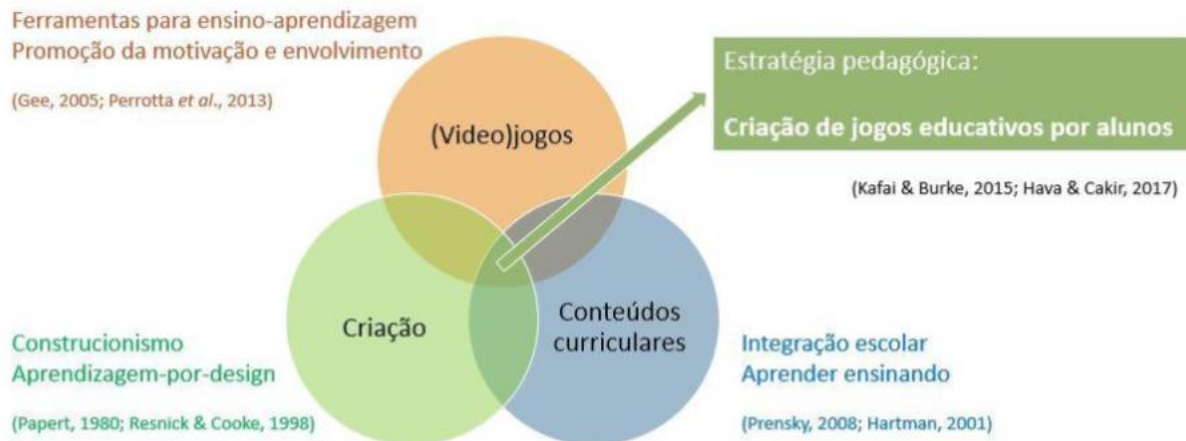 Ferramentas para ensino-aprendizagem
Promoção da motivação e envolvimento
(Gee, 2005; Perrotta et al., 2013)
(Video)jogos
Estratégia pedagógica:
Criação de jogos educativos por alunos
(Kafai & Burke, 2015; Hava & Cakir, 2017)
Criação
Conteúdos
curriculares
Construcionismo
Aprendizagem-por-design
(Papert, 1980; Resnick & Cooke, 1998)
Integração escolar
Aprender ensinando
(Prensky, 2008; Hartman, 2001)